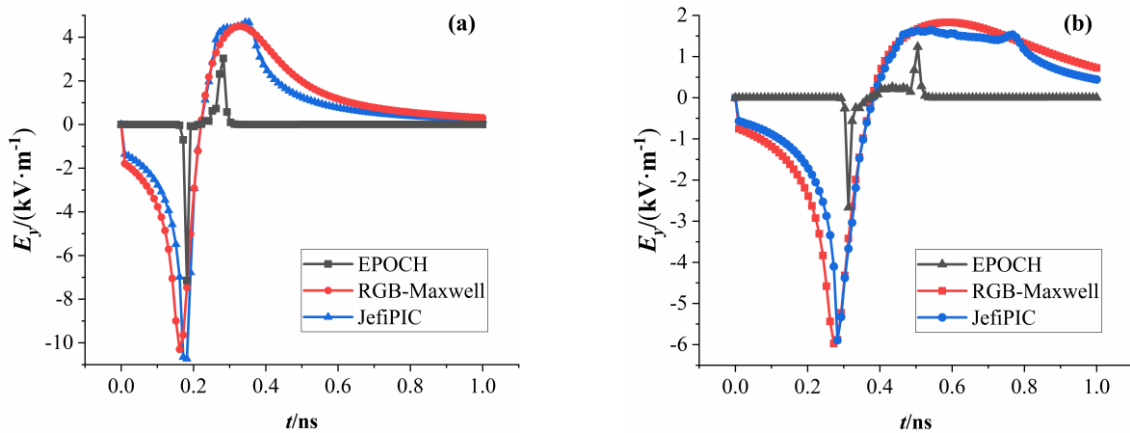 (a)
E_y/(kV·m⁻¹)
4
2
0
-2
-4
-6
-8
-10
0.0 0.2 0.4 0.6 0.8 1.0
t/ns
EPOCH
RGB-Maxwell
JefiPIC
(b)
E_y/(kV·m⁻¹)
2
1
0
-1
-2
-3
-4
-5
-6
0.0 0.2 0.4 0.6 0.8 1.0
t/ns
EPOCH
RGB-Maxwell
JefiPIC